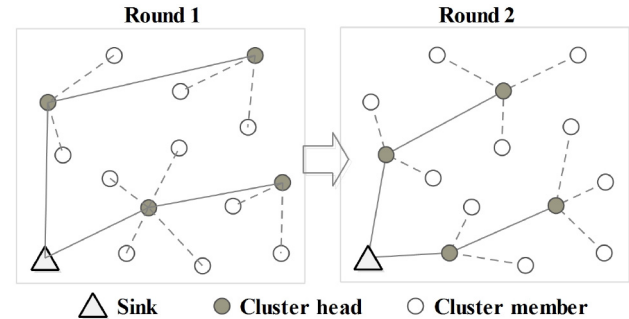 Round 1
Round 2
Sink
Cluster head
Cluster member